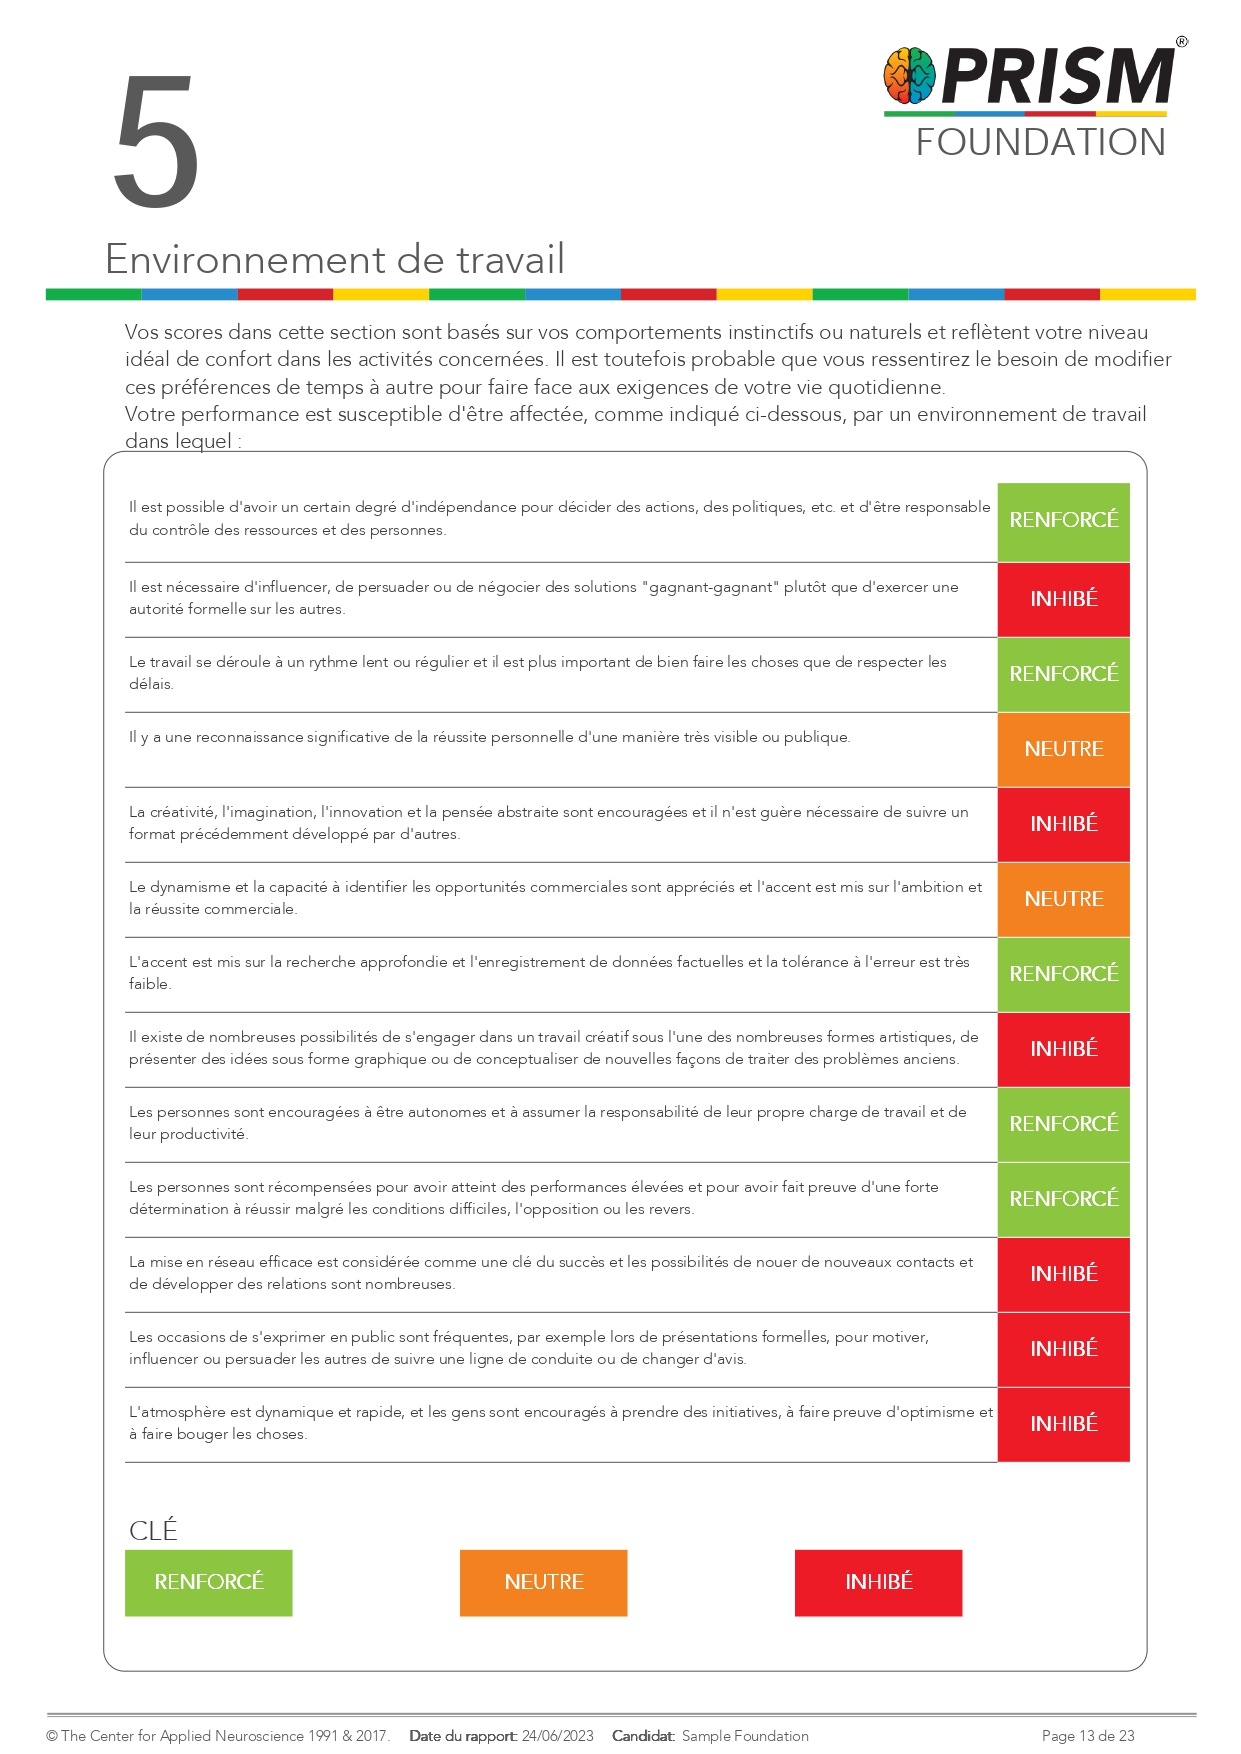 5
PRISM®
FOUNDATION
Environnement de travail
Vos scores dans cette section sont basés sur vos comportements instinctifs ou naturels et reflètent votre niveau
idéal de confort dans les activités concernées. Il est toutefois probable que vous ressentirez le besoin de modifier
ces préférences de temps à autre pour faire face aux exigences de votre vie quotidienne.
Votre performance est susceptible d'être affectée, comme indiqué ci-dessous, par un environnement de travail
dans lequel :
Il est possible d'avoir un certain degré d'indépendance pour décider des actions, des politiques, etc. et d'être responsable
du contrôle des ressources et des personnes.
RENFORCÉ
Il est nécessaire d'influencer, de persuader ou de négocier des solutions "gagnant-gagnant" plutôt que d'exercer une
autorité formelle sur les autres.
INHIBÉ
Le travail se déroule à un rythme lent ou régulier et il est plus important de bien faire les choses que de respecter les
délais.
RENFORCÉ
Il y a une reconnaissance significative de la réussite personnelle d'une manière très visible ou publique.
NEUTRE
La créativité, l'imagination, l'innovation et la pensée abstraite sont encouragées et il n'est guère nécessaire de suivre un
format précédemment développé par d'autres.
INHIBÉ
Le dynamisme et la capacité à identifier les opportunités commerciales sont appréciés et l'accent est mis sur l'ambition et
la réussite commerciale.
NEUTRE
L'accent est mis sur la recherche approfondie et l'enregistrement de données factuelles et la tolérance à l'erreur est très
faible.
RENFORCÉ
Il existe de nombreuses possibilités de s'engager dans un travail créatif sous l'une des nombreuses formes artistiques, de
présenter des idées sous forme graphique ou de conceptualiser de nouvelles façons de traiter des problèmes anciens.
INHIBÉ
Les personnes sont encouragées à être autonomes et à assumer la responsabilité de leur propre charge de travail et de
leur productivité.
RENFORCÉ
Les personnes sont récompensées pour avoir atteint des performances élevées et pour avoir fait preuve d'une forte
détermination à réussir malgré les conditions difficiles, l'opposition ou les revers.
RENFORCÉ
La mise en réseau efficace est considérée comme une clé du succès et les possibilités de nouer de nouveaux contacts et
de développer des relations sont nombreuses.
INHIBÉ
Les occasions de s'exprimer en public sont fréquentes, par exemple lors de présentations formelles, pour motiver,
influencer ou persuader les autres de suivre une ligne de conduite ou de changer d'avis.
INHIBÉ
L'atmosphère est dynamique et rapide, et les gens sont encouragés à prendre des initiatives, à faire preuve d'optimisme et
à faire bouger les choses.
INHIBÉ
CLÉ
RENFORCÉ NEUTRE INHIBÉ
© The Center for Applied Neuroscience 1991 & 2017. Date du rapport: 24/06/2023 Candidat: Sample Foundation Page 13 de 23